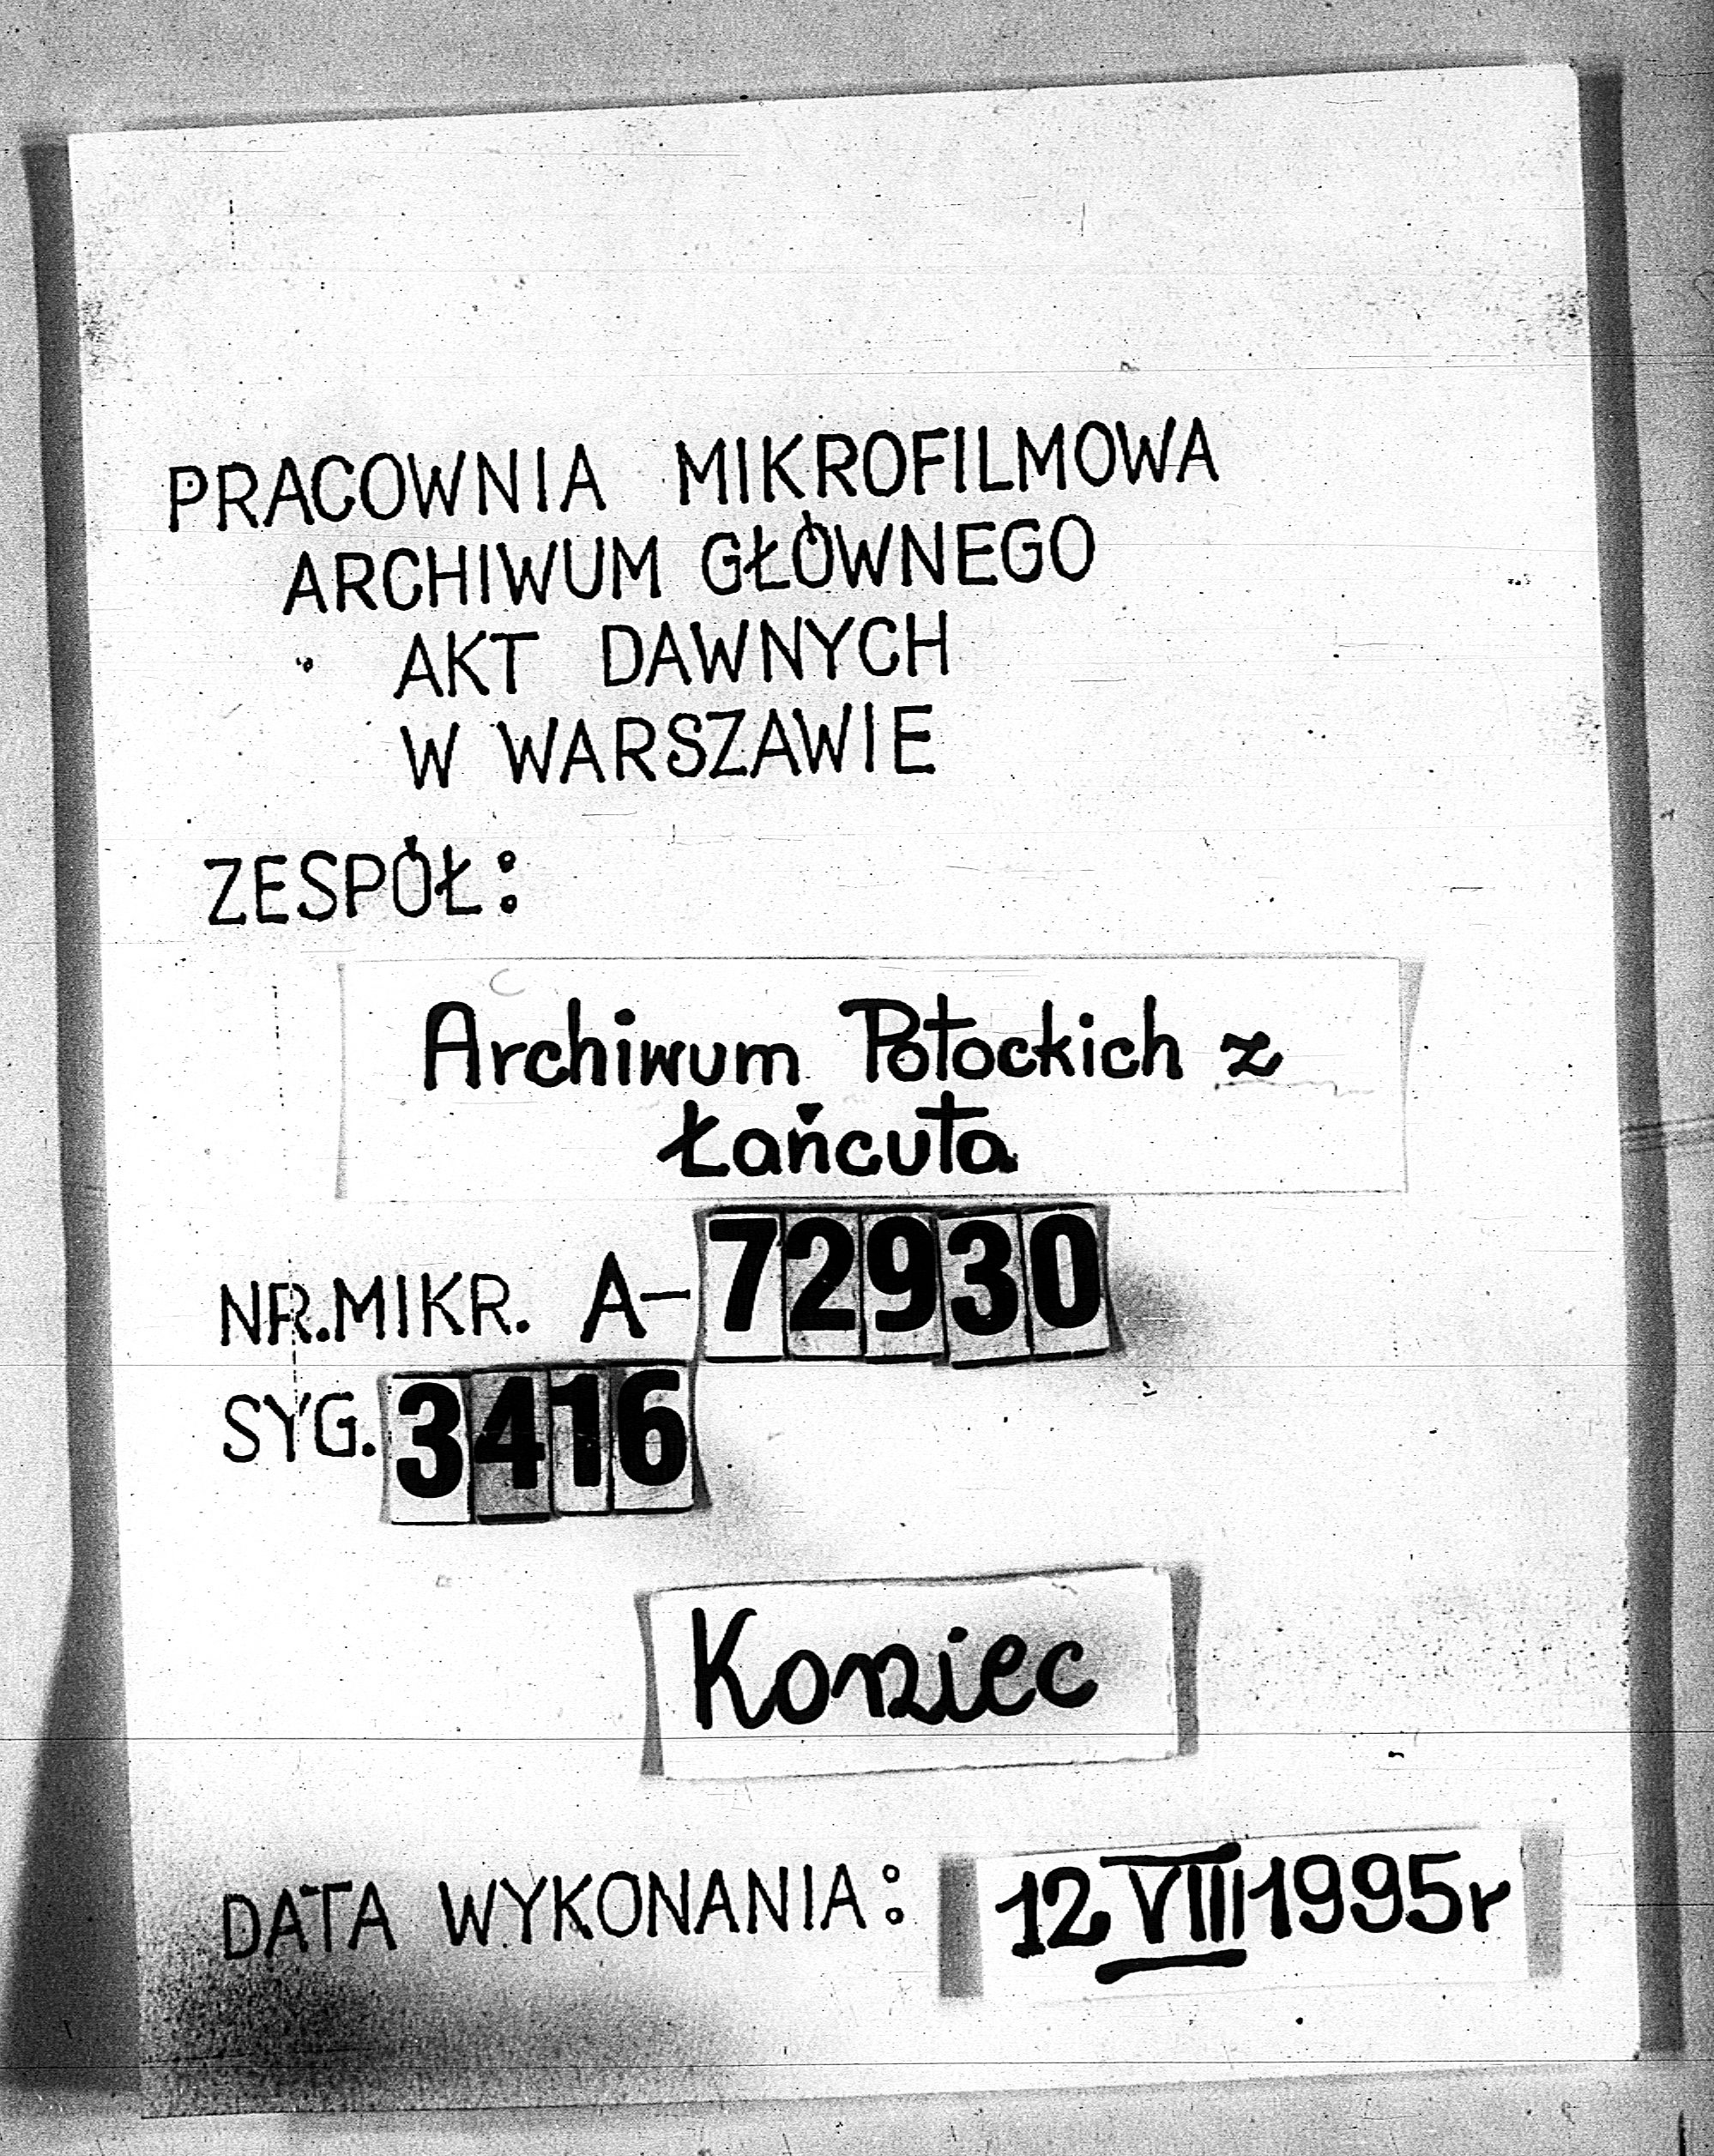 PRACOWNIA MIKROFILMOWA
ARCHIWUM GŁÓWNEGO
AKT DAWNYCH
W WARSZAWIE
ZESPÓŁ:
Archiwum Potockich z
Łańcuta
NR.MIKR. A-72930
SYG. 3416
Koniec
DATA WYKONANIA: 12 VIII 1995r